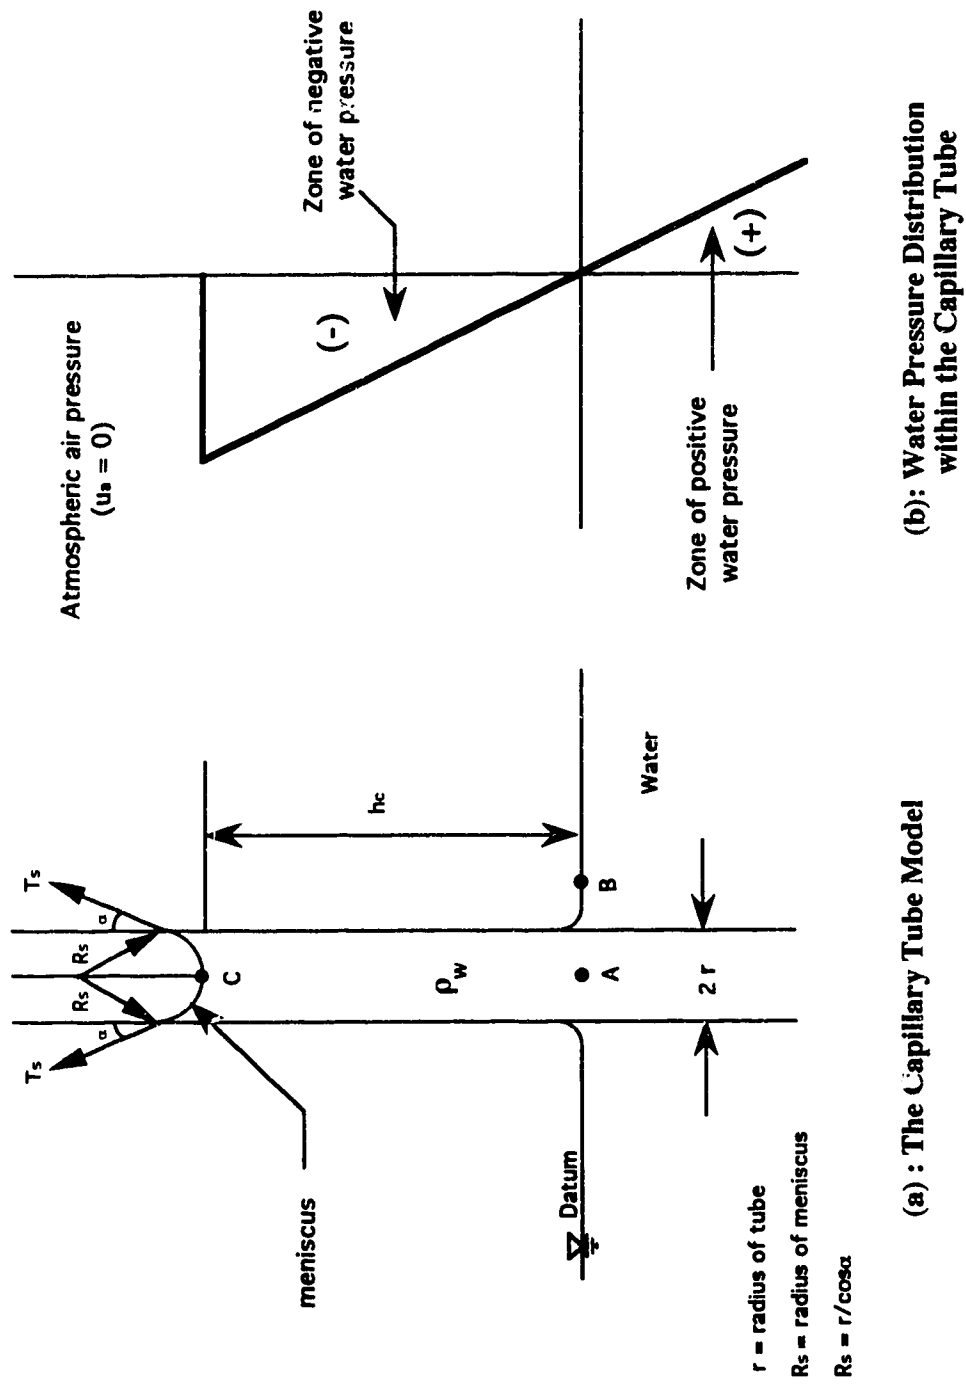 Ts
Ts
α
α
Rs
Rs
C
meniscus
hc
ρw
Datum
A
B
Water
2 r
r = radius of tube
Rs = radius of meniscus
Rs = r/cosα
(a) : The Capillary Tube Model
Atmospheric air pressure
(ua = 0)
Zone of negative
water pressure
(-)
(+)
Zone of positive
water pressure
(b): Water Pressure Distribution
within the Capillary Tube